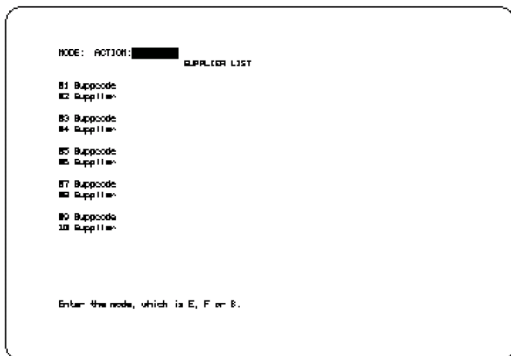 MODE: ACTION:
SUPPLIER LIST
01 Suppcode
02 Supplier
03 Suppcode
04 Supplier
05 Suppcode
06 Supplier
07 Suppcode
08 Supplier
09 Suppcode
10 Supplier
Enter the mode, which is E, F or B.